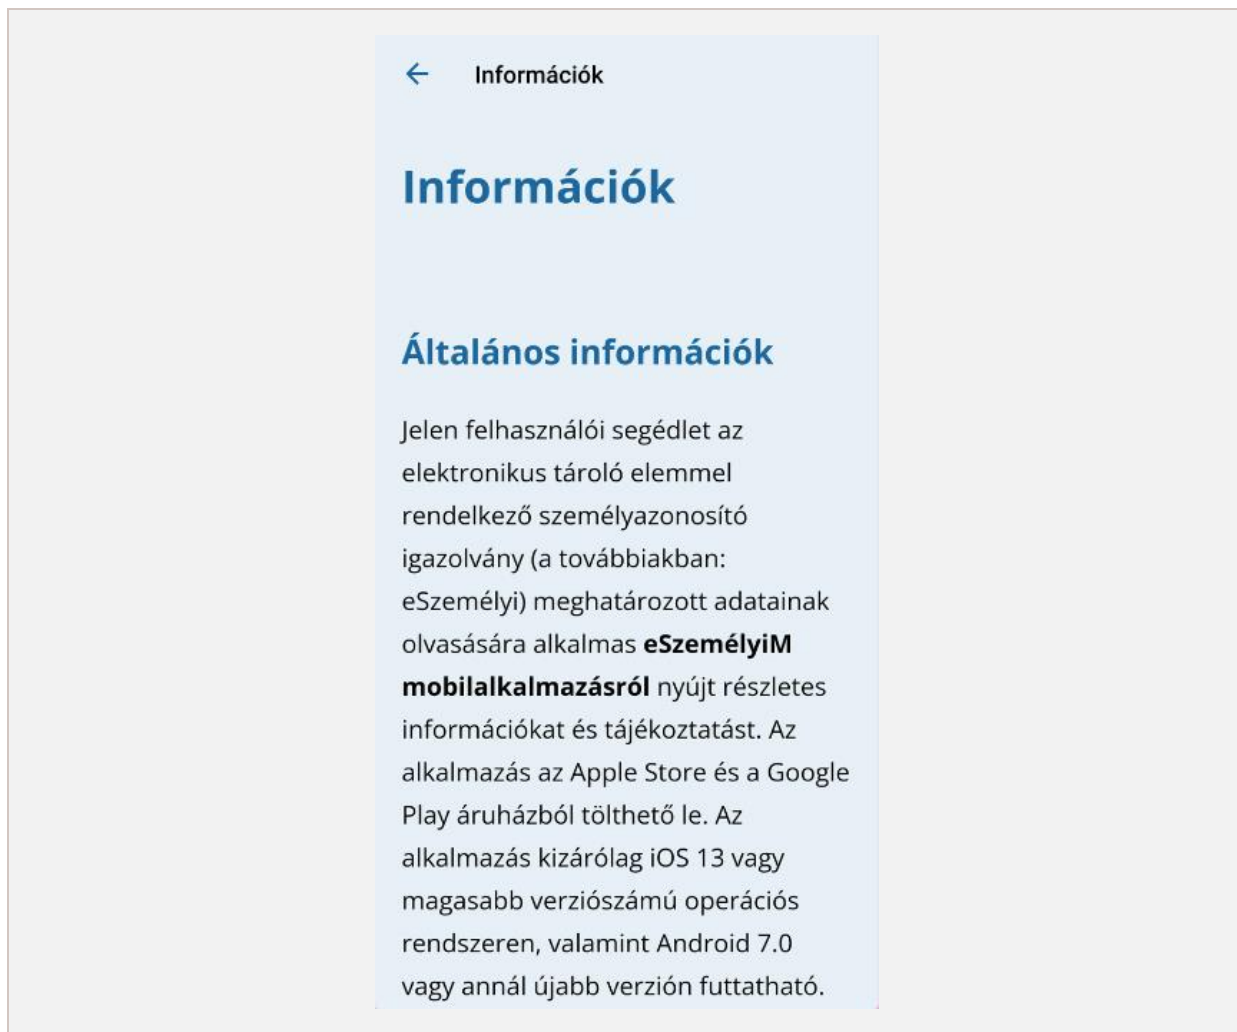 Információk
Információk
Általános információk
Jelen felhasználói segédlet az
elektronikus tároló elemmel
rendelkező személyazonosító
igazolvány (a továbbiakban:
eSzemélyi) meghatározott adatainak
olvasására alkalmas eSzemélyiM
mobilalkalmazásról nyújt részletes
információkat és tájékoztatást. Az
alkalmazás az Apple Store és a Google
Play áruházból tölthető le. Az
alkalmazás kizárólag iOS 13 vagy
magasabb verziószámú operációs
rendszeren, valamint Android 7.0
vagy annál újabb verzión futtatható.